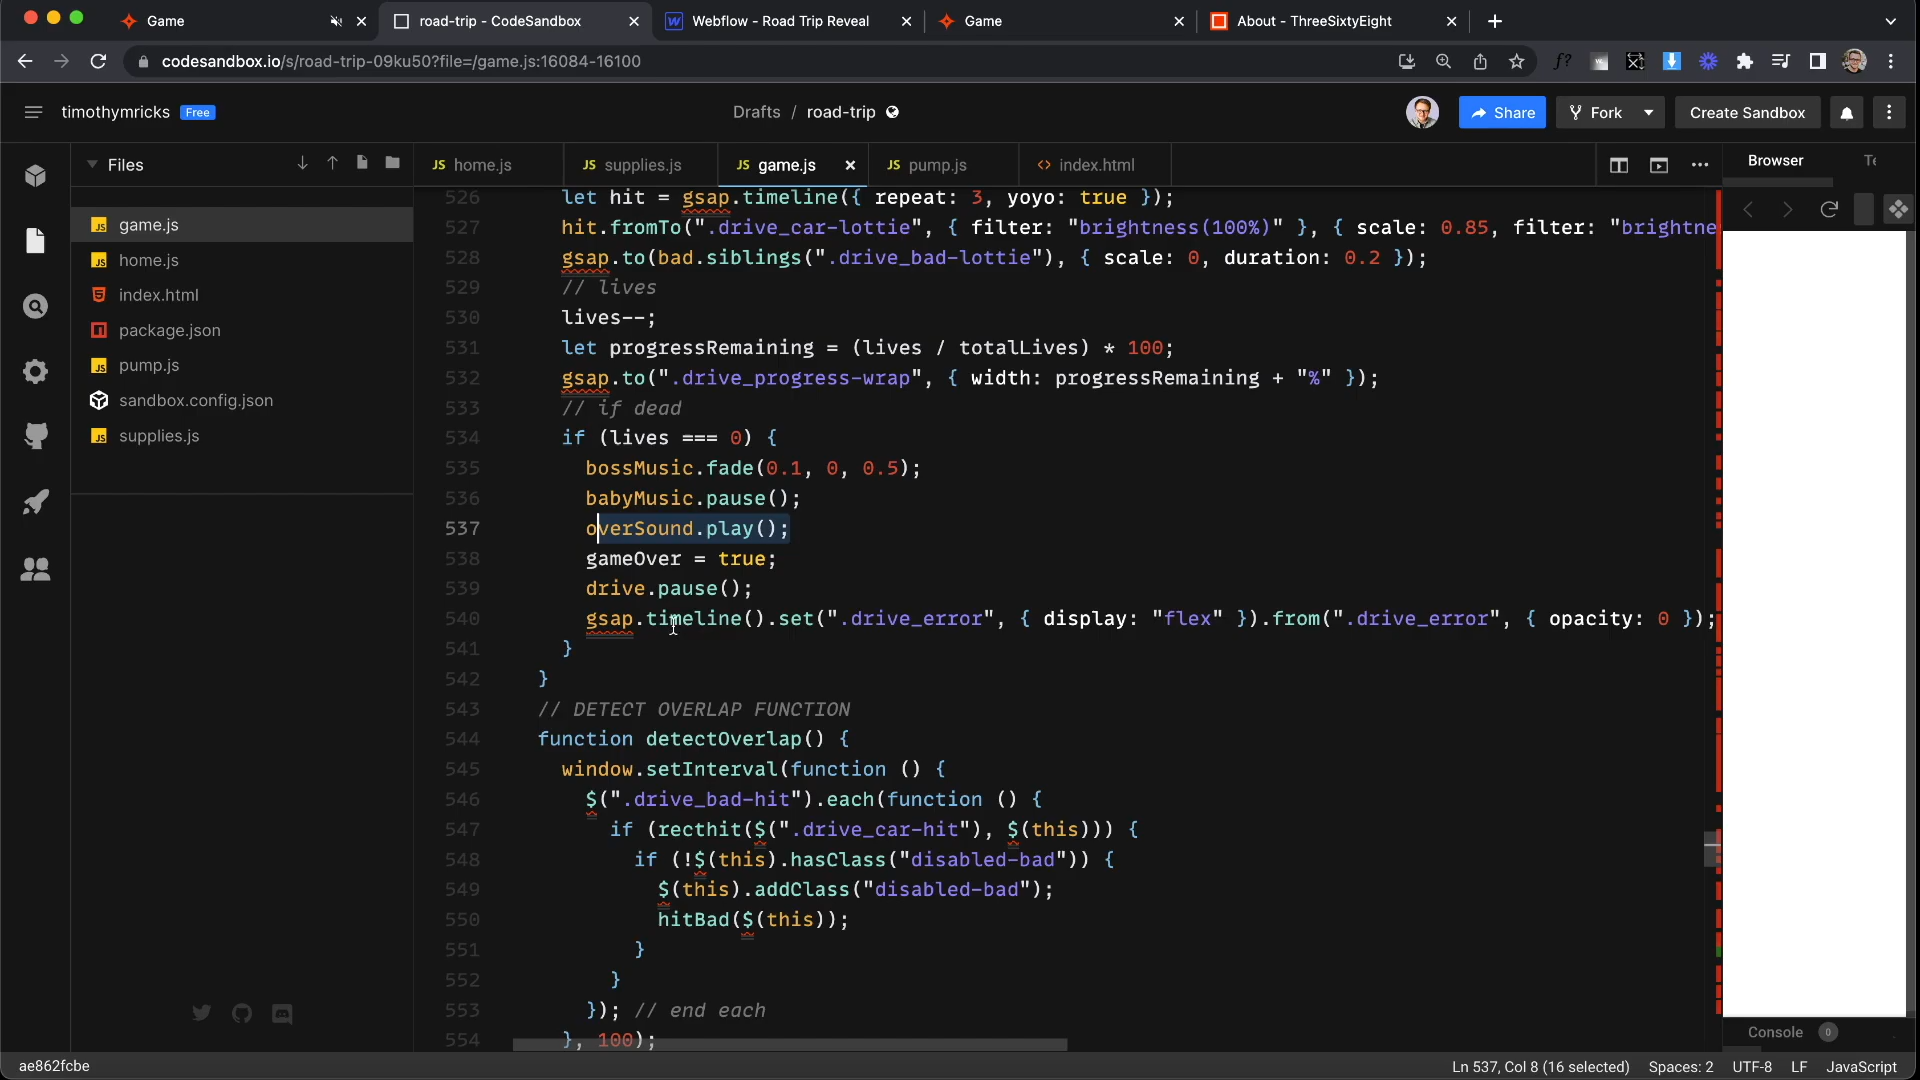 Game
road-trip - CodeSandbox
Webflow - Road Trip Reveal
Game
About - ThreeSixtyEight
codesandbox.io/s/road-trip-09ku50?file=/game.js:16084-16100
timothymricks
Free
Drafts / road-trip
Share
Fork
Create Sandbox
Files
home.js
supplies.js
game.js
pump.js
index.html
Browser
game.js
home.js
index.html
package.json
pump.js
sandbox.config.json
supplies.js
526 let hit = gsap.timeline({ repeat: 3, yoyo: true });
527 hit.fromTo(".drive_car-lottie", { filter: "brightness(100%)" }, { scale: 0.85, filter: "brightne
528 gsap.to(bad.siblings(".drive_bad-lottie"), { scale: 0, duration: 0.2 });
529 // lives
530 lives--;
531 let progressRemaining = (lives / totalLives) * 100;
532 gsap.to(".drive_progress-wrap", { width: progressRemaining + "%" });
533 // if dead
534 if (lives === 0) {
535 bossMusic.fade(0.1, 0, 0.5);
536 babyMusic.pause();
537 overSound.play();
538 gameOver = true;
539 drive.pause();
540 gsap.timeline().set(".drive_error", { display: "flex" }).from(".drive_error", { opacity: 0 });
541 }
542 }
543 // DETECT OVERLAP FUNCTION
544 function detectOverlap() {
545 window.setInterval(function () {
546 $(".drive_bad-hit").each(function () {
547 if (recthit($(".drive_car-hit"), $(this))) {
548 if (!$(this).hasClass("disabled-bad")) {
549 $(this).addClass("disabled-bad");
550 hitBad($(this));
551 }
552 }
553 }); // end each
554 }, 100);
Console 0
ae862fcbe
Ln 537, Col 8 (16 selected) Spaces: 2 UTF-8 LF JavaScript